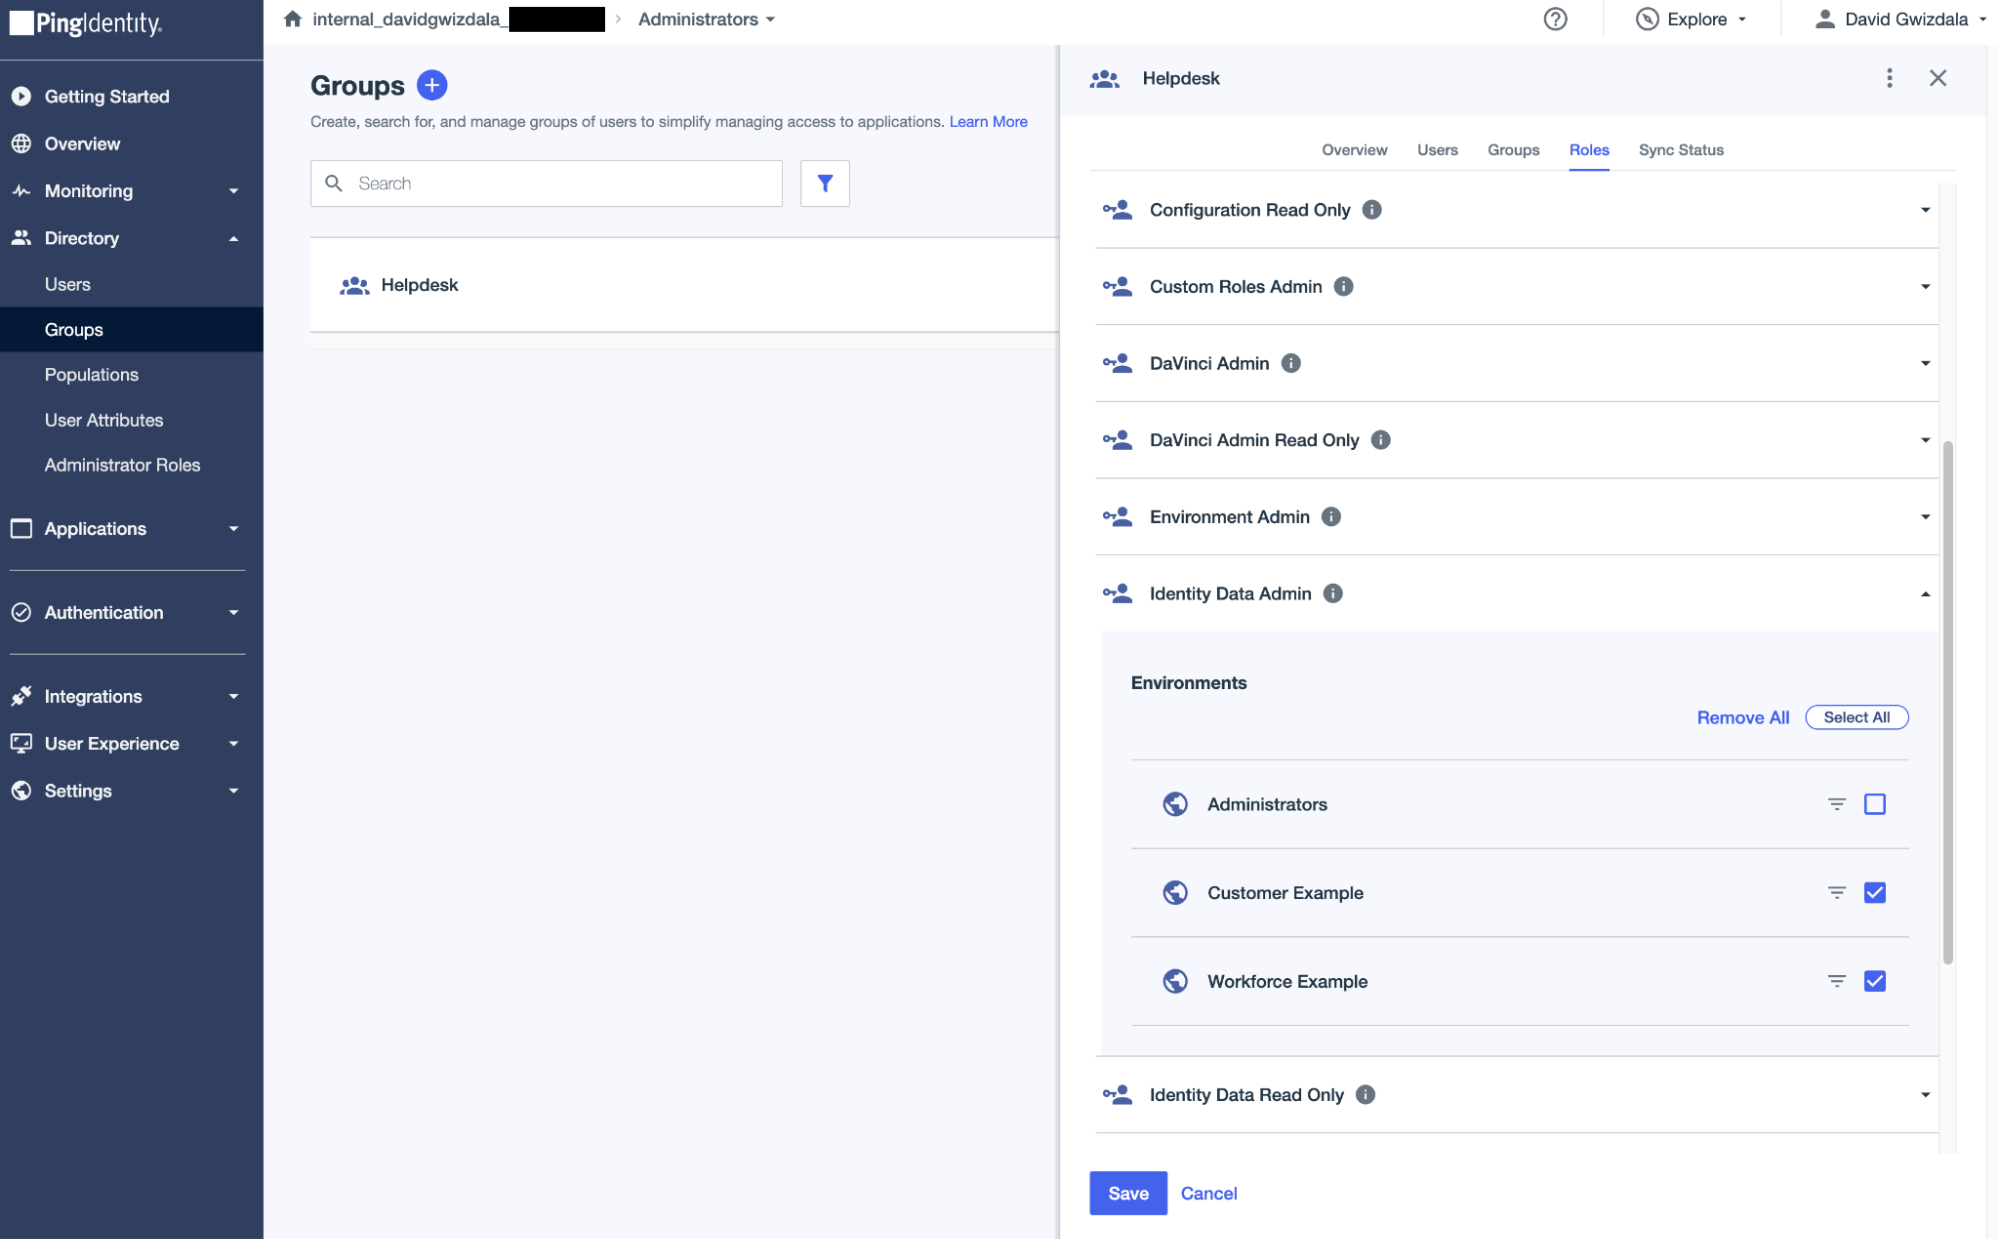 PingIdentity.
internal_davidgwizdala_
Administrators
Explore
David Gwizdala
Getting Started
Overview
Monitoring
Directory
Users
Groups
Populations
User Attributes
Administrator Roles
Applications
Authentication
Integrations
User Experience
Settings
Groups
Create, search for, and manage groups of users to simplify managing access to applications. Learn More
Search
Helpdesk
Helpdesk
Overview Users Groups Roles Sync Status
Configuration Read Only
Custom Roles Admin
DaVinci Admin
DaVinci Admin Read Only
Environment Admin
Identity Data Admin
Environments
Remove All Select All
Administrators
Customer Example
Workforce Example
Identity Data Read Only
Save Cancel